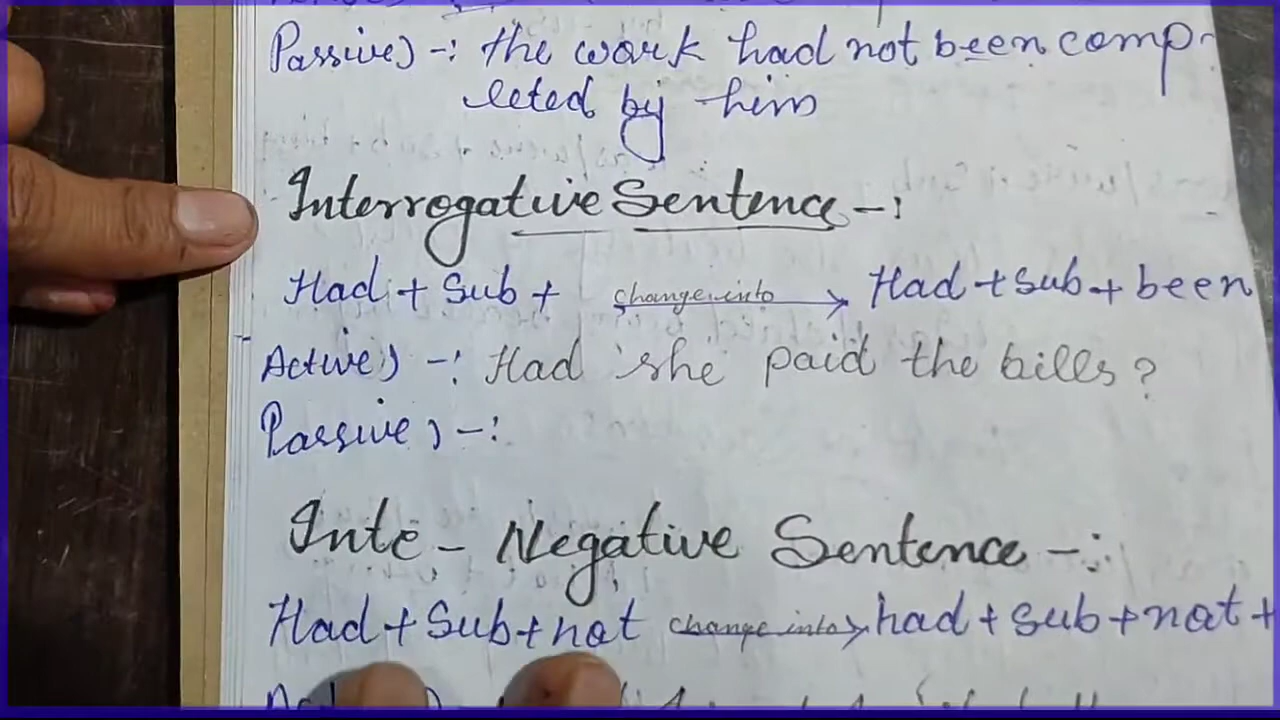 Passive) -: the work had not been comp-
leted by him
Interrogative Sentence -:
Had + Sub + change into → Had + Sub + been
Active) -: Had she paid the bills?
Passive) -:
Inte - Negative Sentence -:
Had + Sub + not change into → had + sub + not +